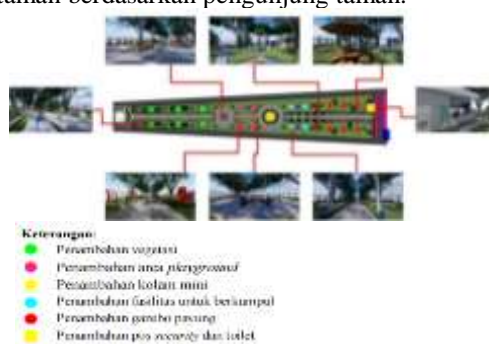 taman berdasarkan pengunjung taman.
Keterangan:
Penambahan vegetasi
Penambahan area playground
Penambahan kolam mini
Penambahan fasilitas untuk berkumpul
Penambahan gazebo payung
Penambahan pos security dan toilet